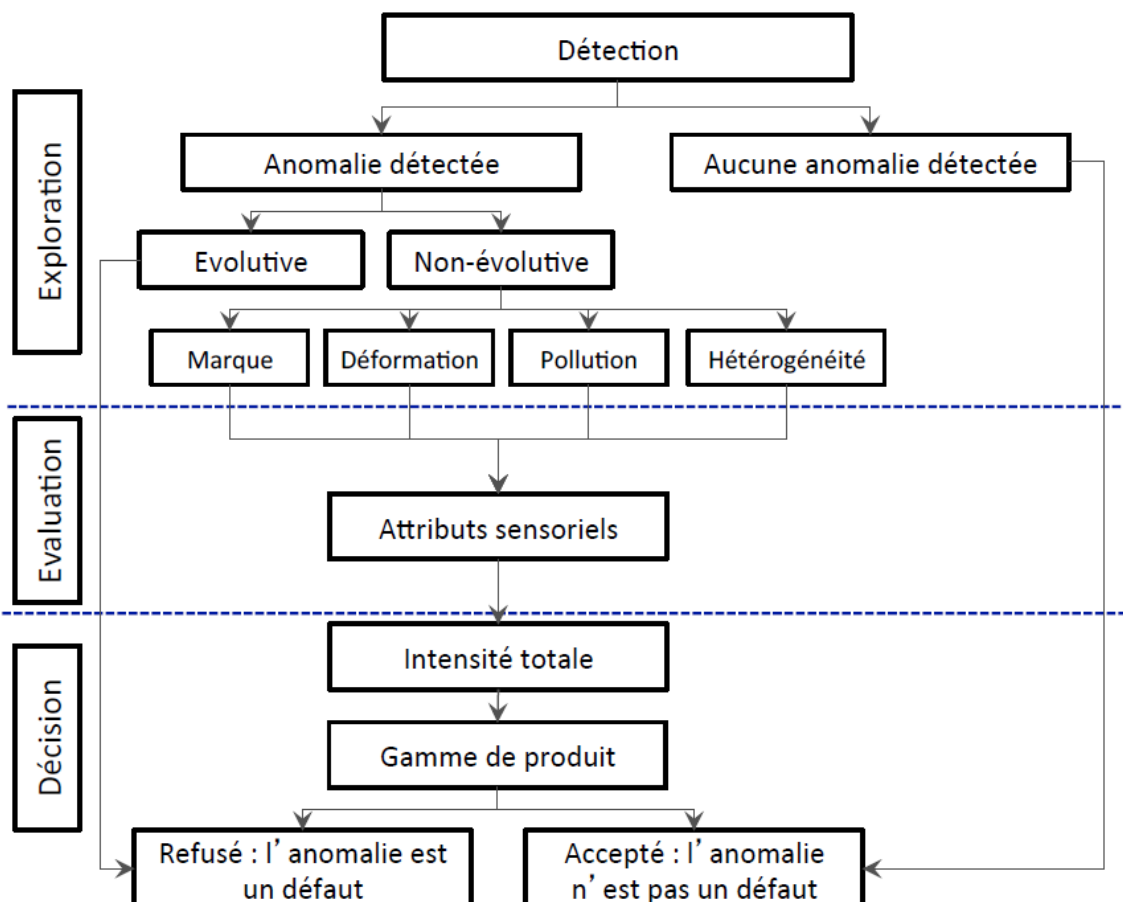 Détection
Exploration
Anomalie détectée
Aucune anomalie détectée
Evolutive
Non-évolutive
Marque
Déformation
Pollution
Hétérogénéité
Evaluation
Attributs sensoriels
Décision
Intensité totale
Gamme de produit
Refusé : l’ anomalie est
un défaut
Accepté : l’ anomalie
n’ est pas un défaut